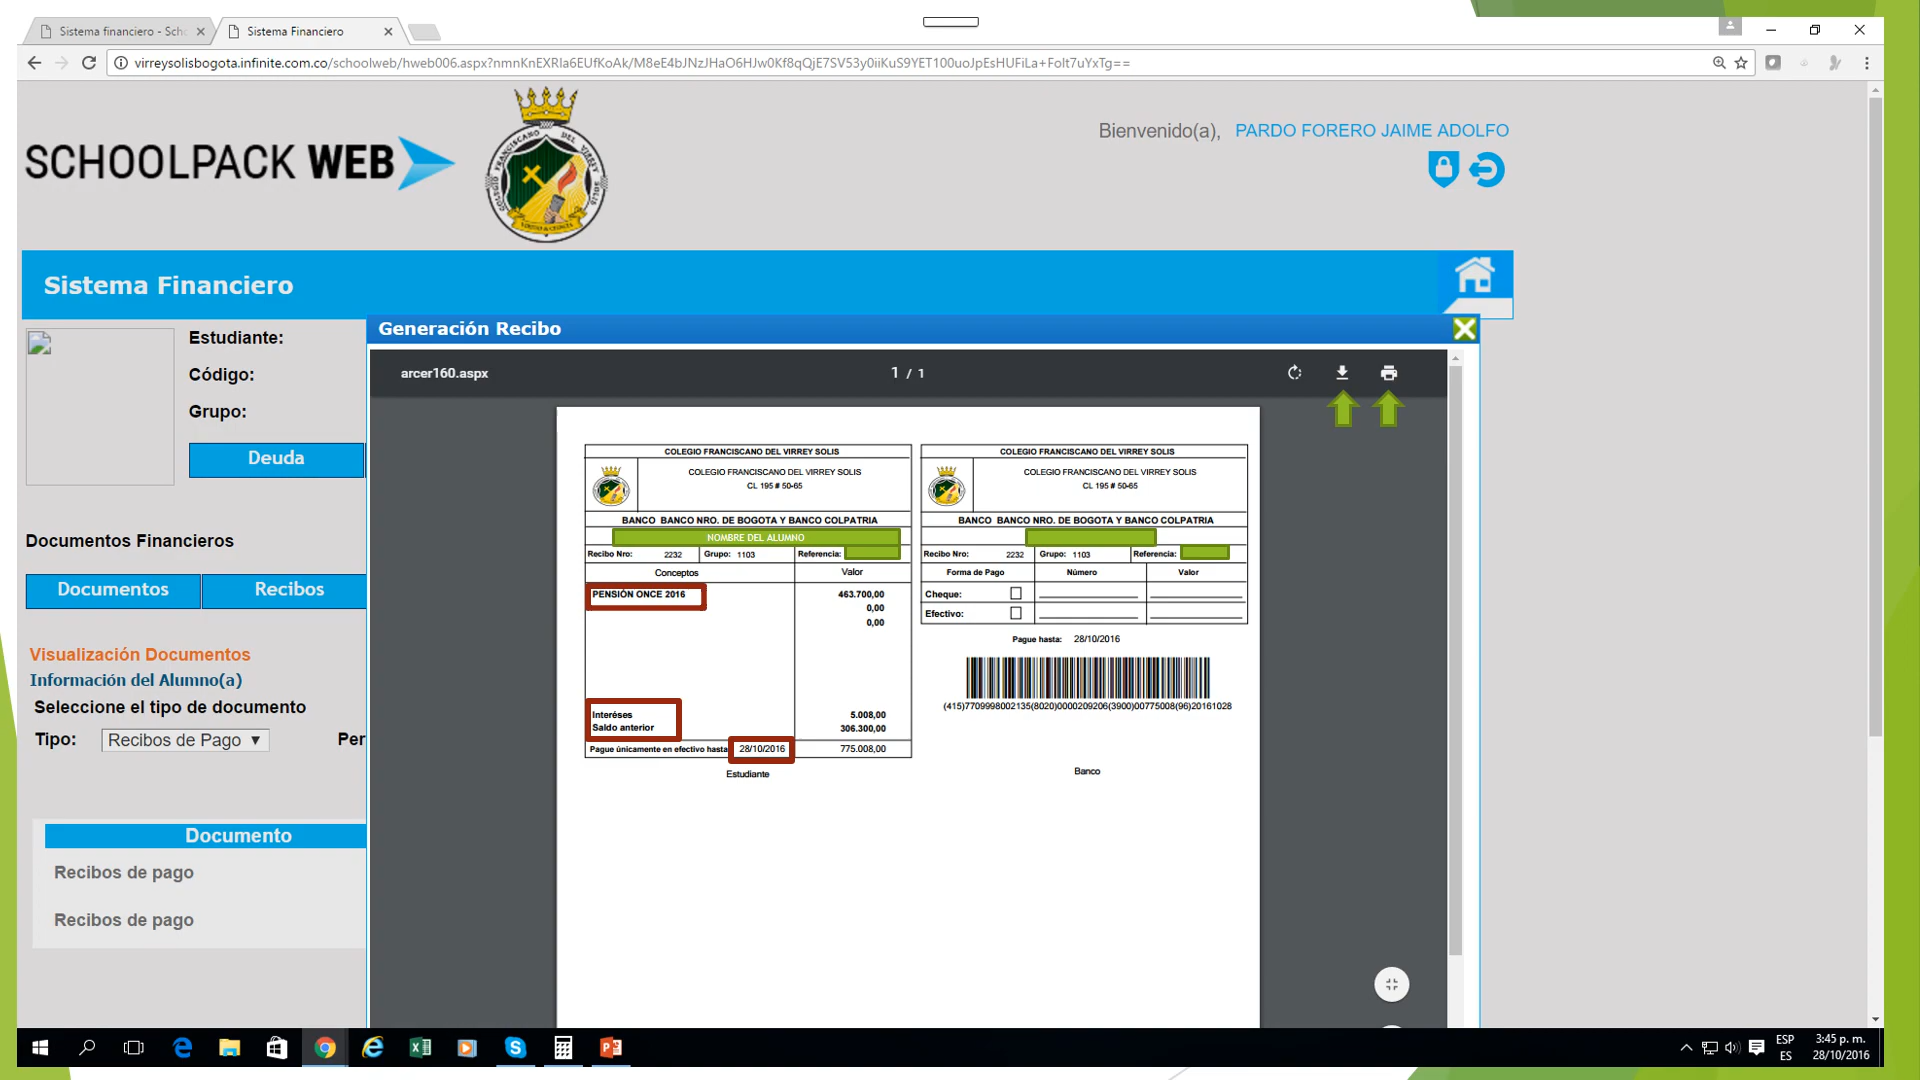 Sistema financiero - Sch
Sistema Financiero
virreysolisbogota.infinite.com.co/schoolweb/hweb006.aspx?nmnKnEXRla6EUfKoAk/M8eE4bJNzJHaO6HJw0Kf8qQjE7SV53y0iiKuS9YET100uoJpEsHUFiLa+FoIt7uYxTg==
SCHOOLPACK WEB
COLEGIO FRANCISCANO DEL VIRREY SOLIS
Bienvenido(a), PARDO FORERO JAIME ADOLFO
Sistema Financiero
Estudiante:
Código:
Grupo:
Deuda
Documentos Financieros
Documentos
Recibos
Visualización Documentos
Información del Alumno(a)
Seleccione el tipo de documento
Tipo: Recibos de Pago ▼ Per
Documento
Recibos de pago
Recibos de pago
Generación Recibo
arcer160.aspx
1 / 1
COLEGIO FRANCISCANO DEL VIRREY SOLIS
COLEGIO FRANCISCANO DEL VIRREY SOLIS
CL 195 # 50-65
BANCO BANCO NRO. DE BOGOTA Y BANCO COLPATRIA
NOMBRE DEL ALUMNO
Recibo Nro: 2232 Grupo: 1103 Referencia:
Conceptos Valor
PENSIÓN ONCE 2016 463.700,00
0,00
0,00
Interéses 5.008,00
Saldo anterior 306.300,00
Pague únicamente en efectivo hasta 28/10/2016 775.008,00
Estudiante
COLEGIO FRANCISCANO DEL VIRREY SOLIS
COLEGIO FRANCISCANO DEL VIRREY SOLIS
CL 195 # 50-65
BANCO BANCO NRO. DE BOGOTA Y BANCO COLPATRIA
Recibo Nro: 2232 Grupo: 1103 Referencia:
Forma de Pago Número Valor
Cheque:
Efectivo:
Pague hasta: 28/10/2016
(415)7709998002135(8020)0000209206(3900)00775008(96)20161028
Banco
ESP
ES
3:45 p. m.
28/10/2016